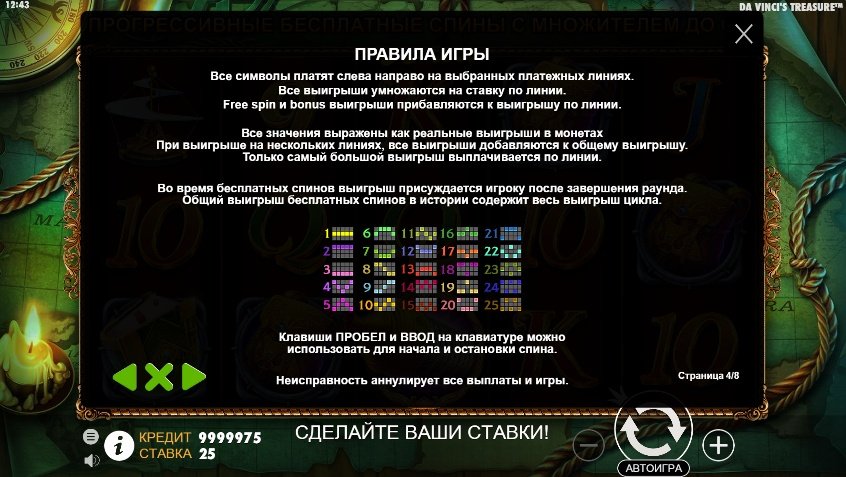 12:43
DA VINCI'S TREASURE™
ПРОГРЕССИВНЫЕ БЕСПЛАТНЫЕ СПИНЫ С МНОЖИТЕЛЕМ ДО
ПРАВИЛА ИГРЫ
Все символы платят слева направо на выбранных платежных линиях.
Все выигрыши умножаются на ставку по линии.
Free spin и bonus выигрыши прибавляются к выигрышу по линии.
Все значения выражены как реальные выигрыши в монетах
При выигрыше на нескольких линиях, все выигрыши добавляются к общему выигрышу.
Только самый большой выигрыш выплачивается по линии.
Во время бесплатных спинов выигрыш присуждается игроку после завершения раунда.
Общий выигрыш бесплатных спинов в истории содержит весь выигрыш цикла.
1 6 11 16 21
2 7 12 17 22
3 8 13 18 23
4 9 14 19 24
5 10 15 20 25
Клавиши ПРОБЕЛ и ВВОД на клавиатуре можно
использовать для начала и остановки спина.
Неисправность аннулирует все выплаты и игры.
Страница 4/8
КРЕДИТ 9999975
СТАВКА 25
СДЕЛАЙТЕ ВАШИ СТАВКИ!
АВТОИГРА